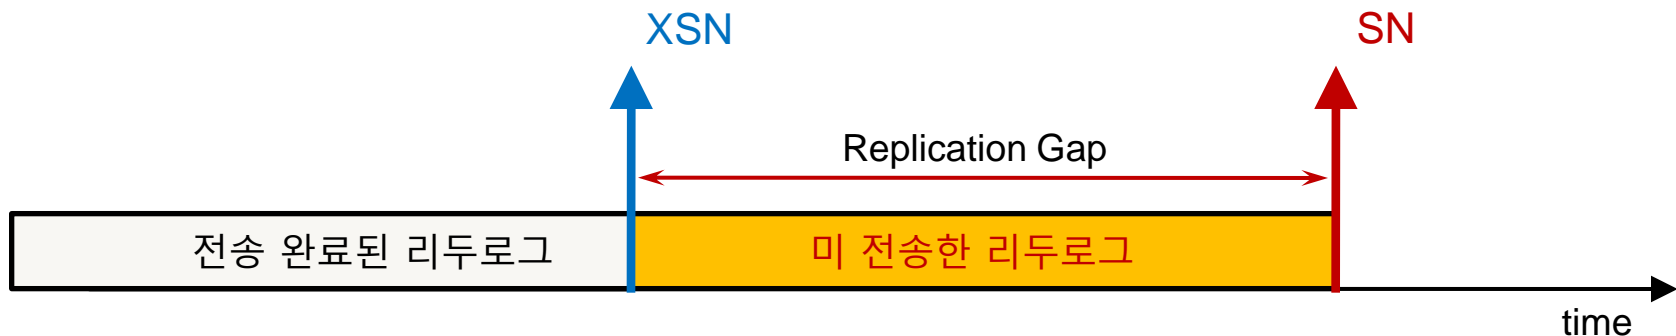 XSN
SN
Replication Gap
전송 완료된 리두로그
미 전송한 리두로그
time